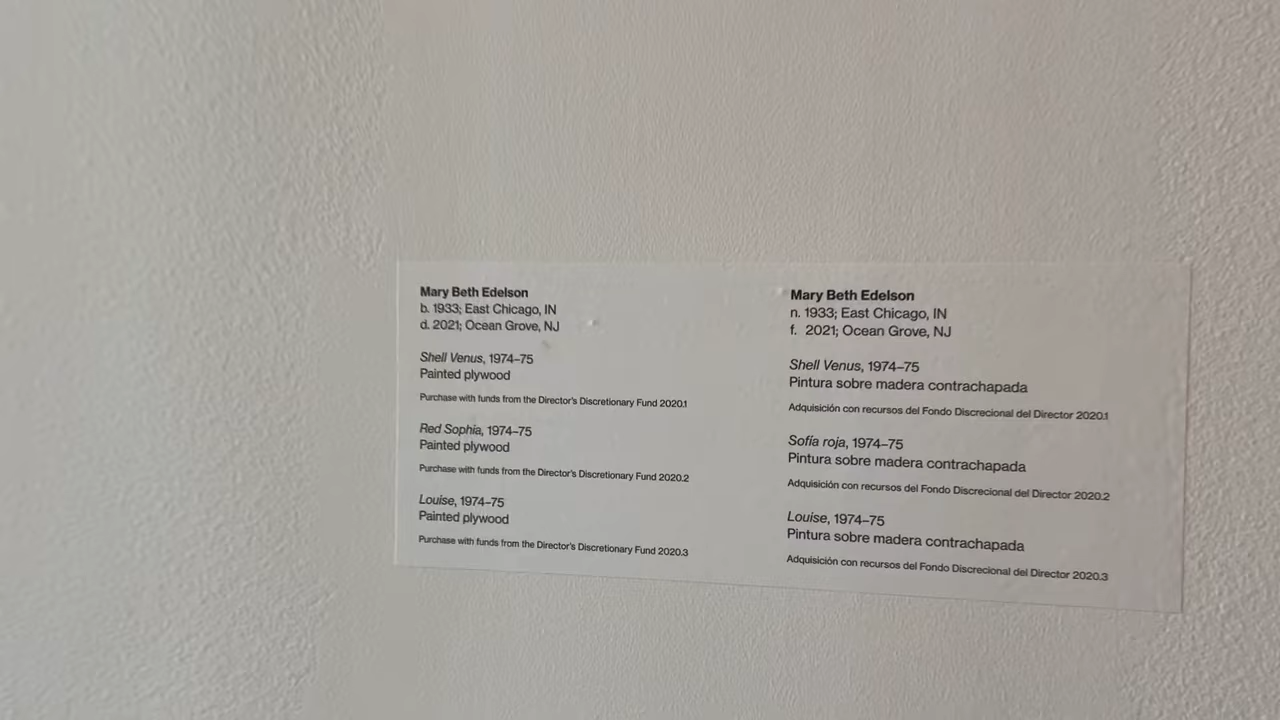 Mary Beth Edelson
b. 1933; East Chicago, IN
d. 2021; Ocean Grove, NJ
Shell Venus, 1974–75
Painted plywood
Purchase with funds from the Director's Discretionary Fund 2020.1
Red Sophia, 1974–75
Painted plywood
Purchase with funds from the Director's Discretionary Fund 2020.2
Louise, 1974–75
Painted plywood
Purchase with funds from the Director's Discretionary Fund 2020.3
Mary Beth Edelson
n. 1933; East Chicago, IN
f. 2021; Ocean Grove, NJ
Shell Venus, 1974–75
Pintura sobre madera contrachapada
Adquisición con recursos del Fondo Discrecional del Director 2020.1
Sofía roja, 1974–75
Pintura sobre madera contrachapada
Adquisición con recursos del Fondo Discrecional del Director 2020.2
Louise, 1974–75
Pintura sobre madera contrachapada
Adquisición con recursos del Fondo Discrecional del Director 2020.3